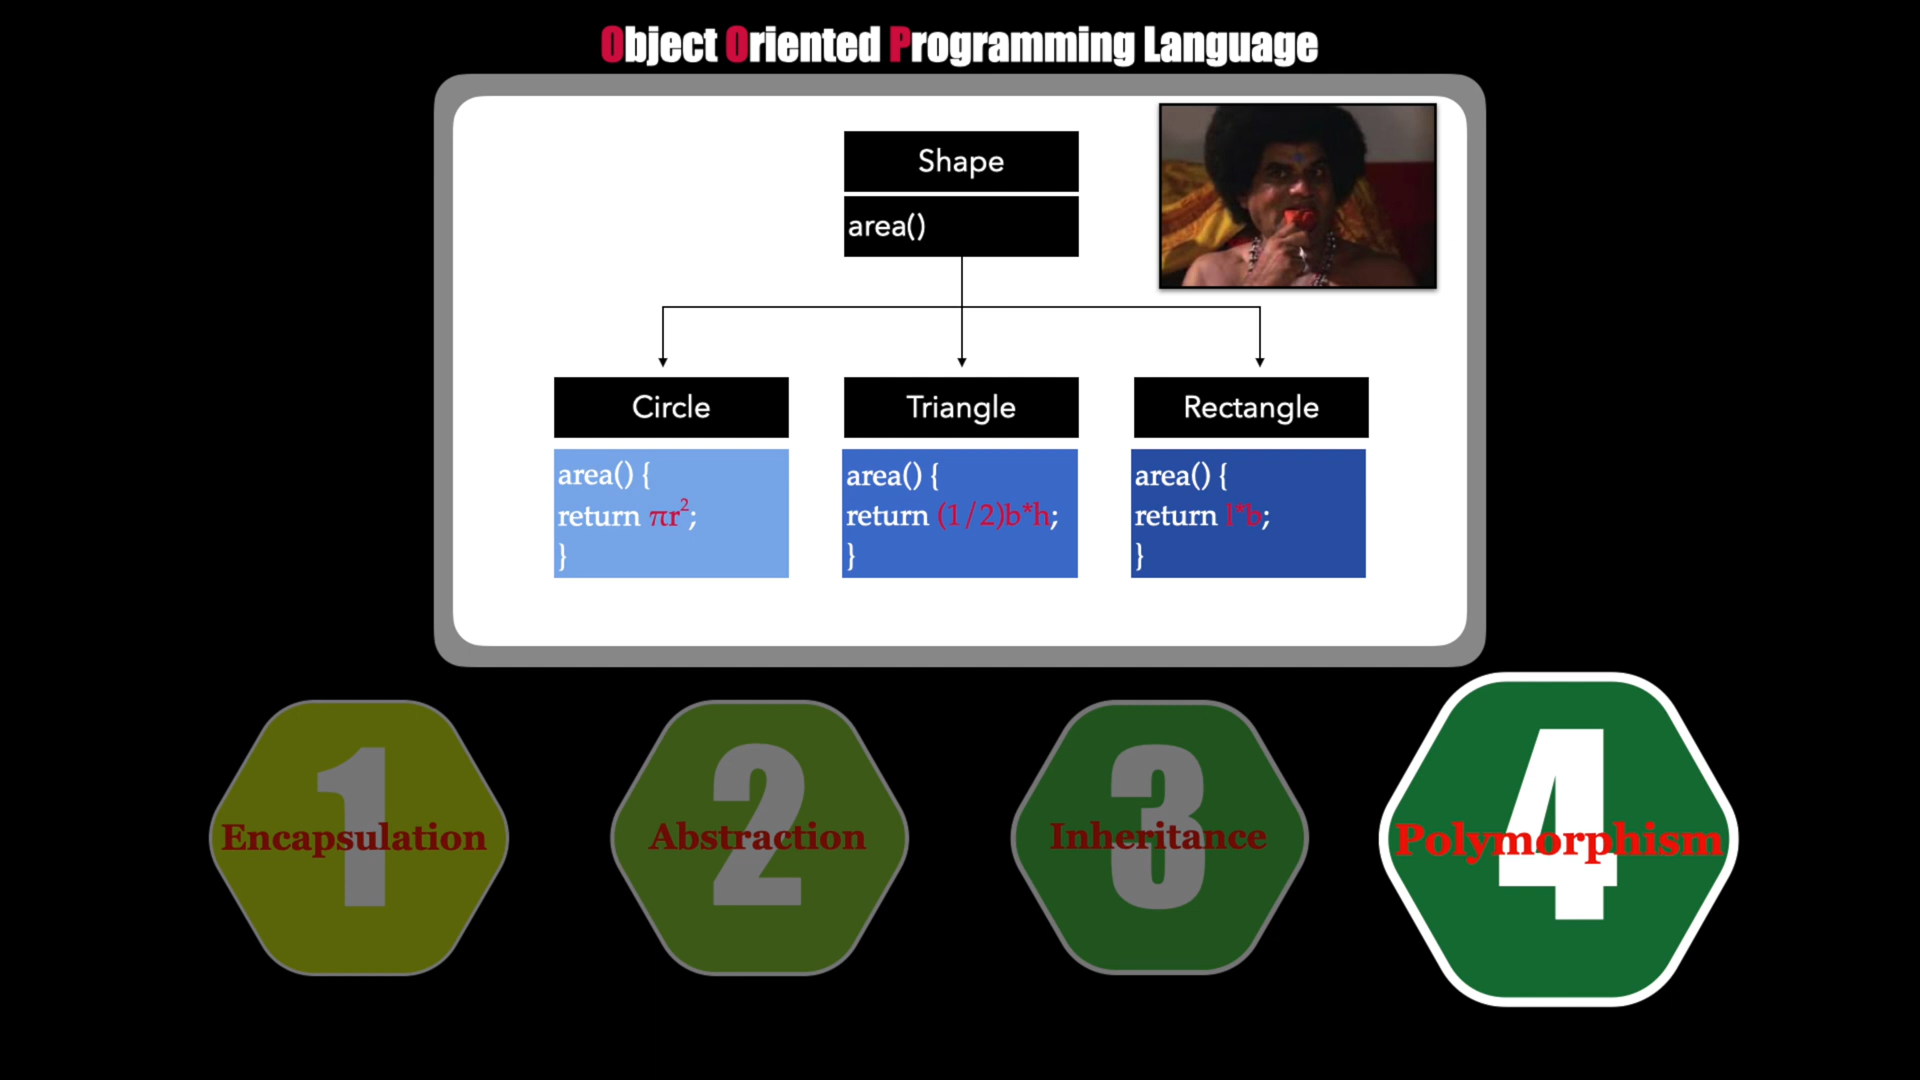 Object Oriented Programming Language
Shape
area()
Circle
Triangle
Rectangle
area() {
return πr²;
}
area() {
return (1/2)b*h;
}
area() {
return l*b;
}
1
Encapsulation
2
Abstraction
3
Inheritance
4
Polymorphism